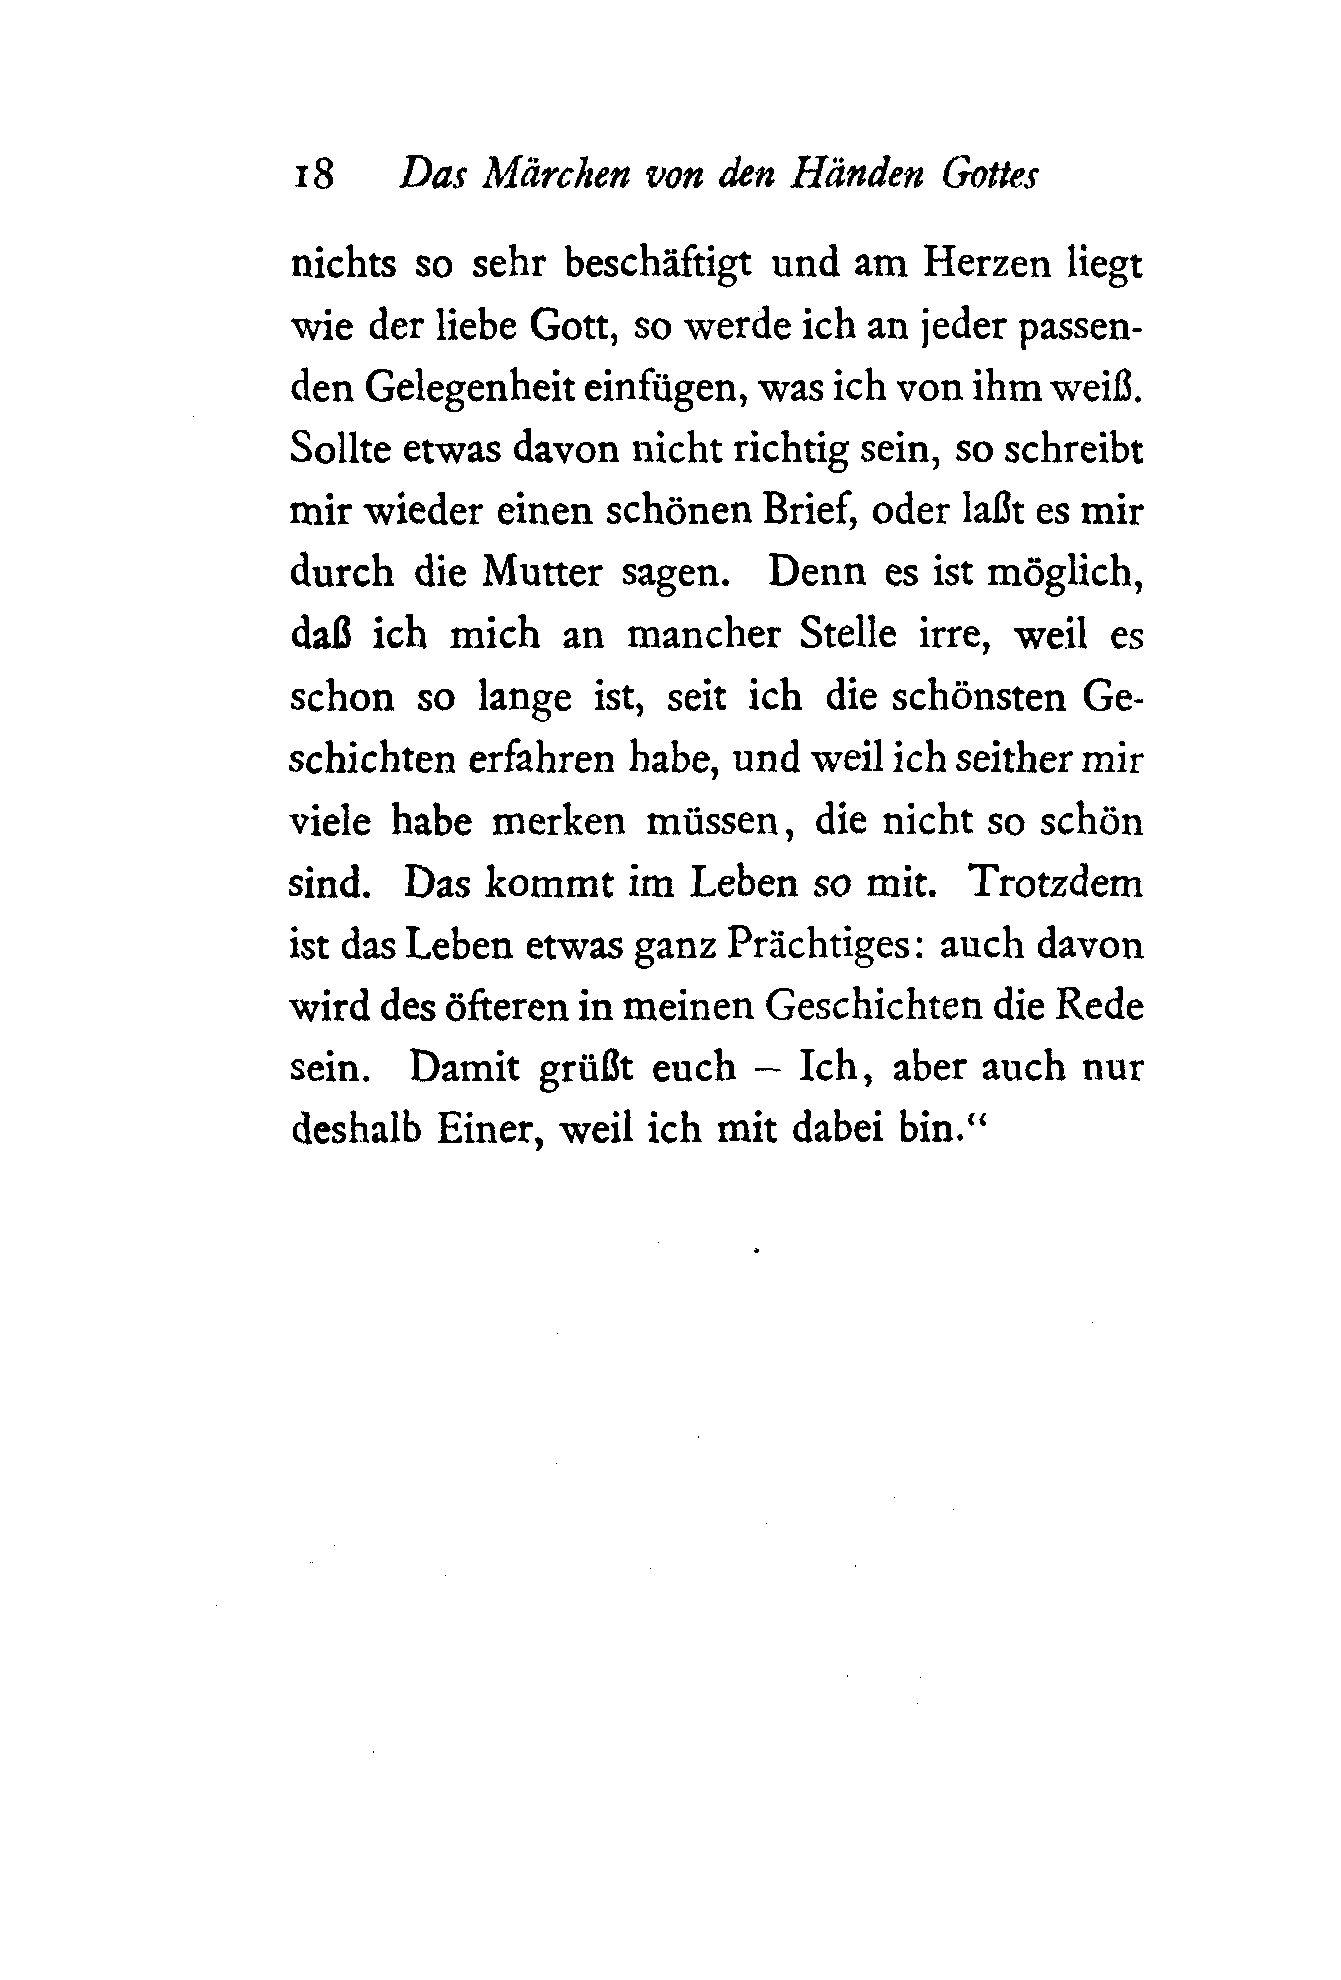 18 Das Märchen von den Händen Gottes
nichts so sehr beschäftigt und am Herzen liegt
wie der liebe Gott, so werde ich an jeder passen-
den Gelegenheit einfügen, was ich von ihm weiß.
Sollte etwas davon nicht richtig sein, so schreibt
mir wieder einen schönen Brief, oder laßt es mir
durch die Mutter sagen. Denn es ist möglich,
daß ich mich an mancher Stelle irre, weil es
schon so lange ist, seit ich die schönsten Ge-
schichten erfahren habe, und weil ich seither mir
viele habe merken müssen, die nicht so schön
sind. Das kommt im Leben so mit. Trotzdem
ist das Leben etwas ganz Prächtiges: auch davon
wird des öfteren in meinen Geschichten die Rede
sein. Damit grüßt euch – Ich, aber auch nur
deshalb Einer, weil ich mit dabei bin.“